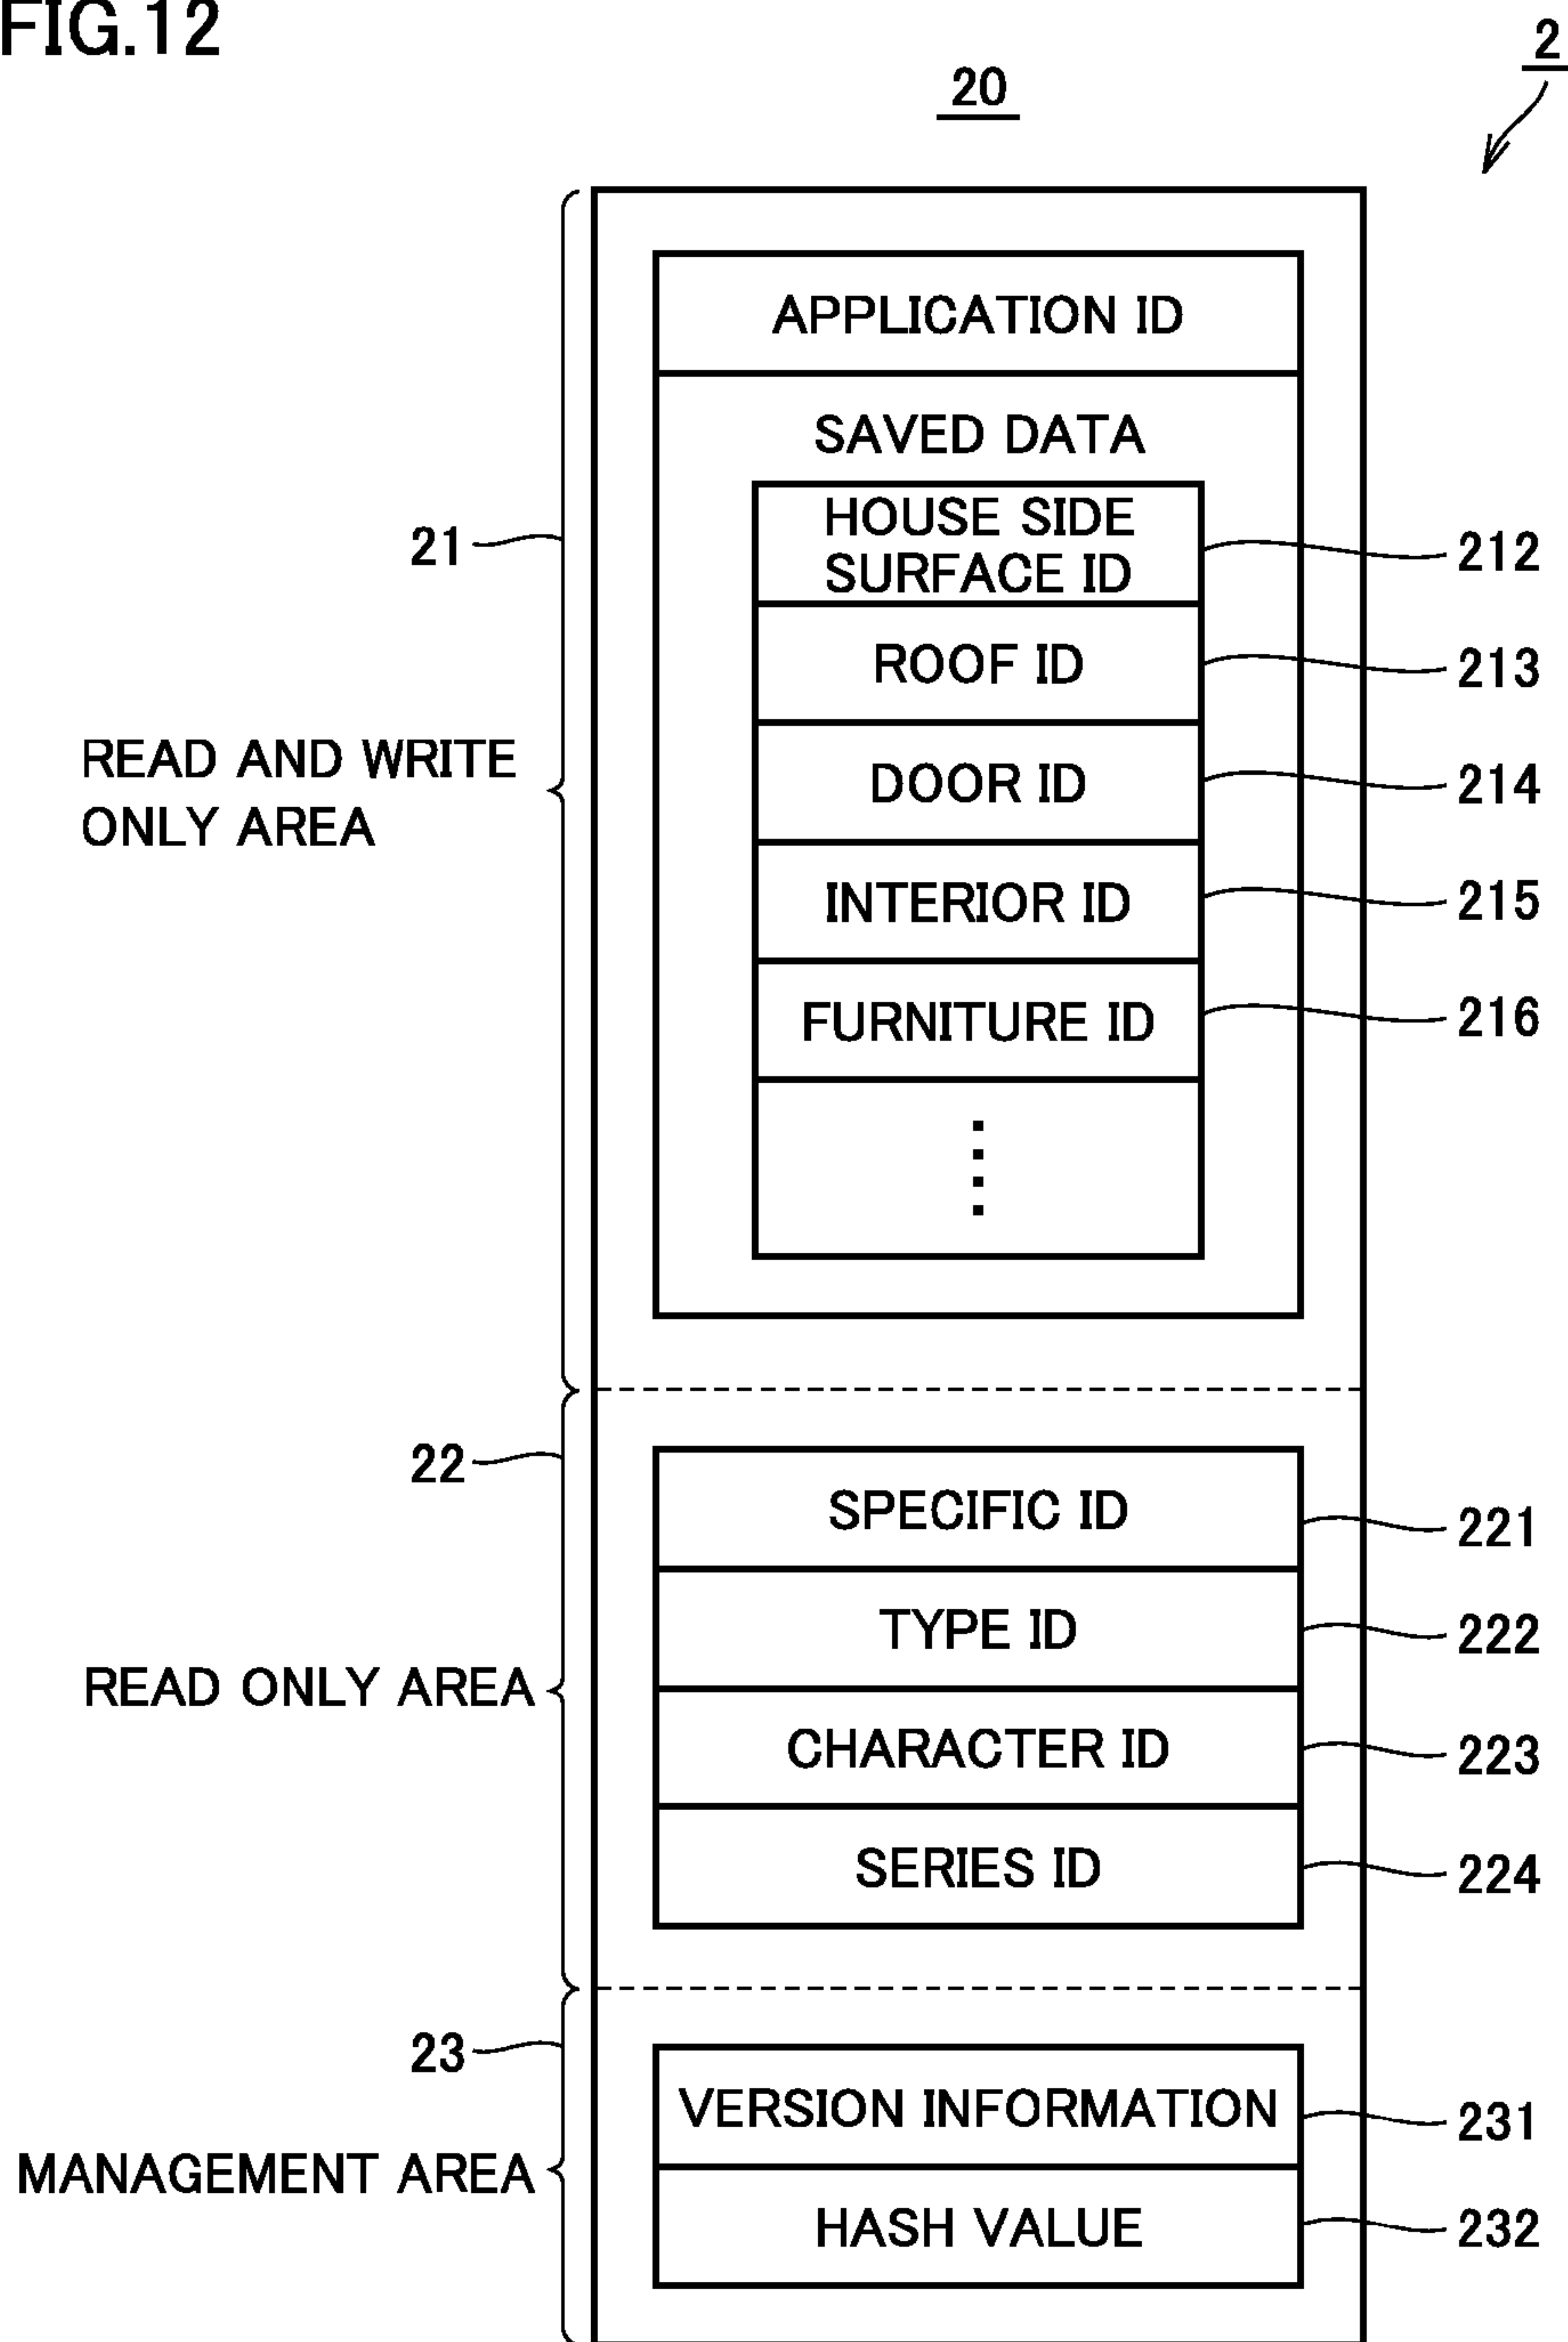 FIG.12
2
20
APPLICATION ID
SAVED DATA
HOUSE SIDE
SURFACE ID
212
21
ROOF ID
213
READ AND WRITE
ONLY AREA
DOOR ID
214
INTERIOR ID
215
FURNITURE ID
216
22
SPECIFIC ID
221
TYPE ID
222
READ ONLY AREA
CHARACTER ID
223
SERIES ID
224
23
VERSION INFORMATION
231
MANAGEMENT AREA
HASH VALUE
232